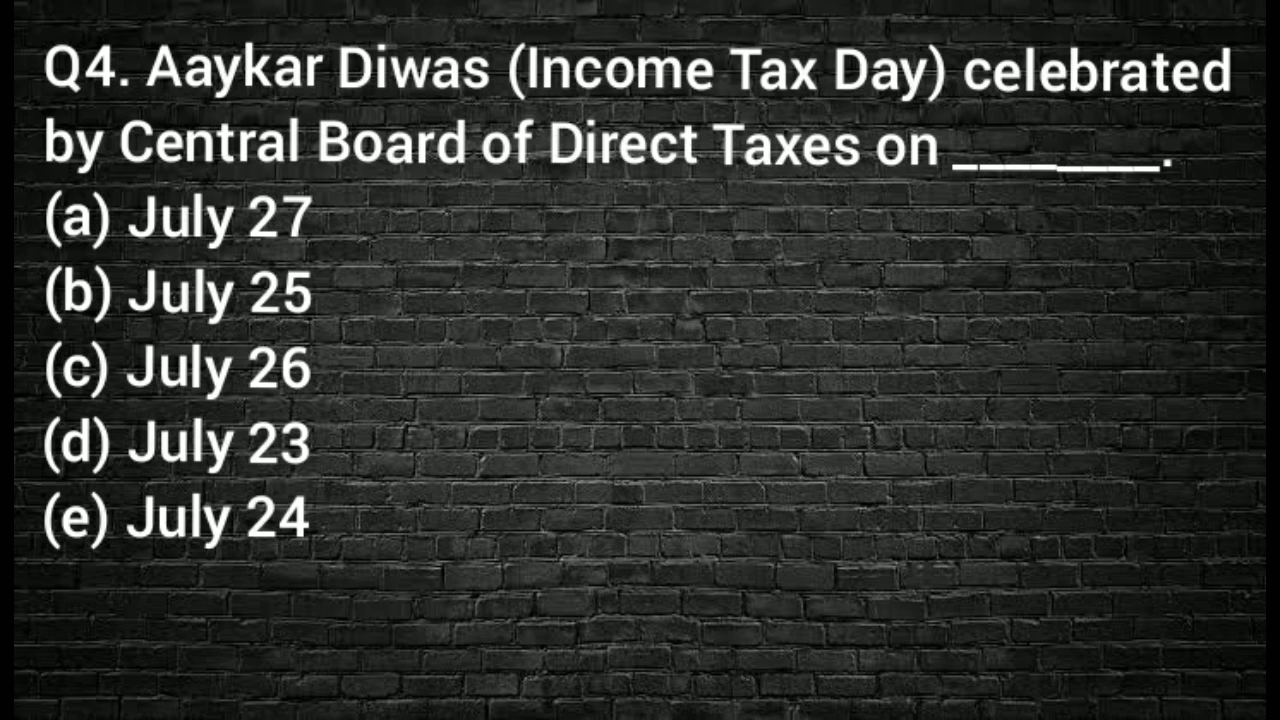 Q4. Aaykar Diwas (Income Tax Day) celebrated
by Central Board of Direct Taxes on ________.
(a) July 27
(b) July 25
(c) July 26
(d) July 23
(e) July 24